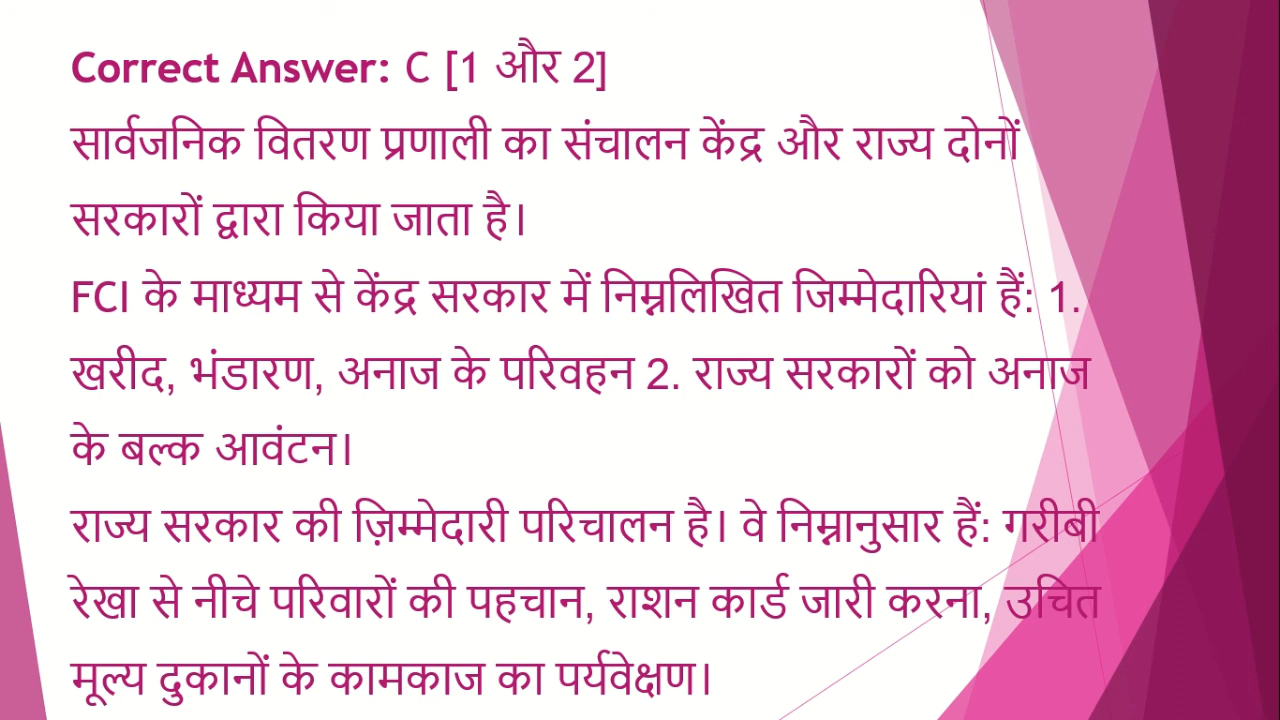 Correct Answer: C [1 और 2]
सार्वजनिक वितरण प्रणाली का संचालन केंद्र और राज्य दोनों
सरकारों द्वारा किया जाता है।
FCI के माध्यम से केंद्र सरकार में निम्नलिखित जिम्मेदारियां हैं: 1.
खरीद, भंडारण, अनाज के परिवहन 2. राज्य सरकारों को अनाज
के बल्क आवंटन।
राज्य सरकार की ज़िम्मेदारी परिचालन है। वे निम्नानुसार हैं: गरीबी
रेखा से नीचे परिवारों की पहचान, राशन कार्ड जारी करना, उचित
मूल्य दुकानों के कामकाज का पर्यवेक्षण।